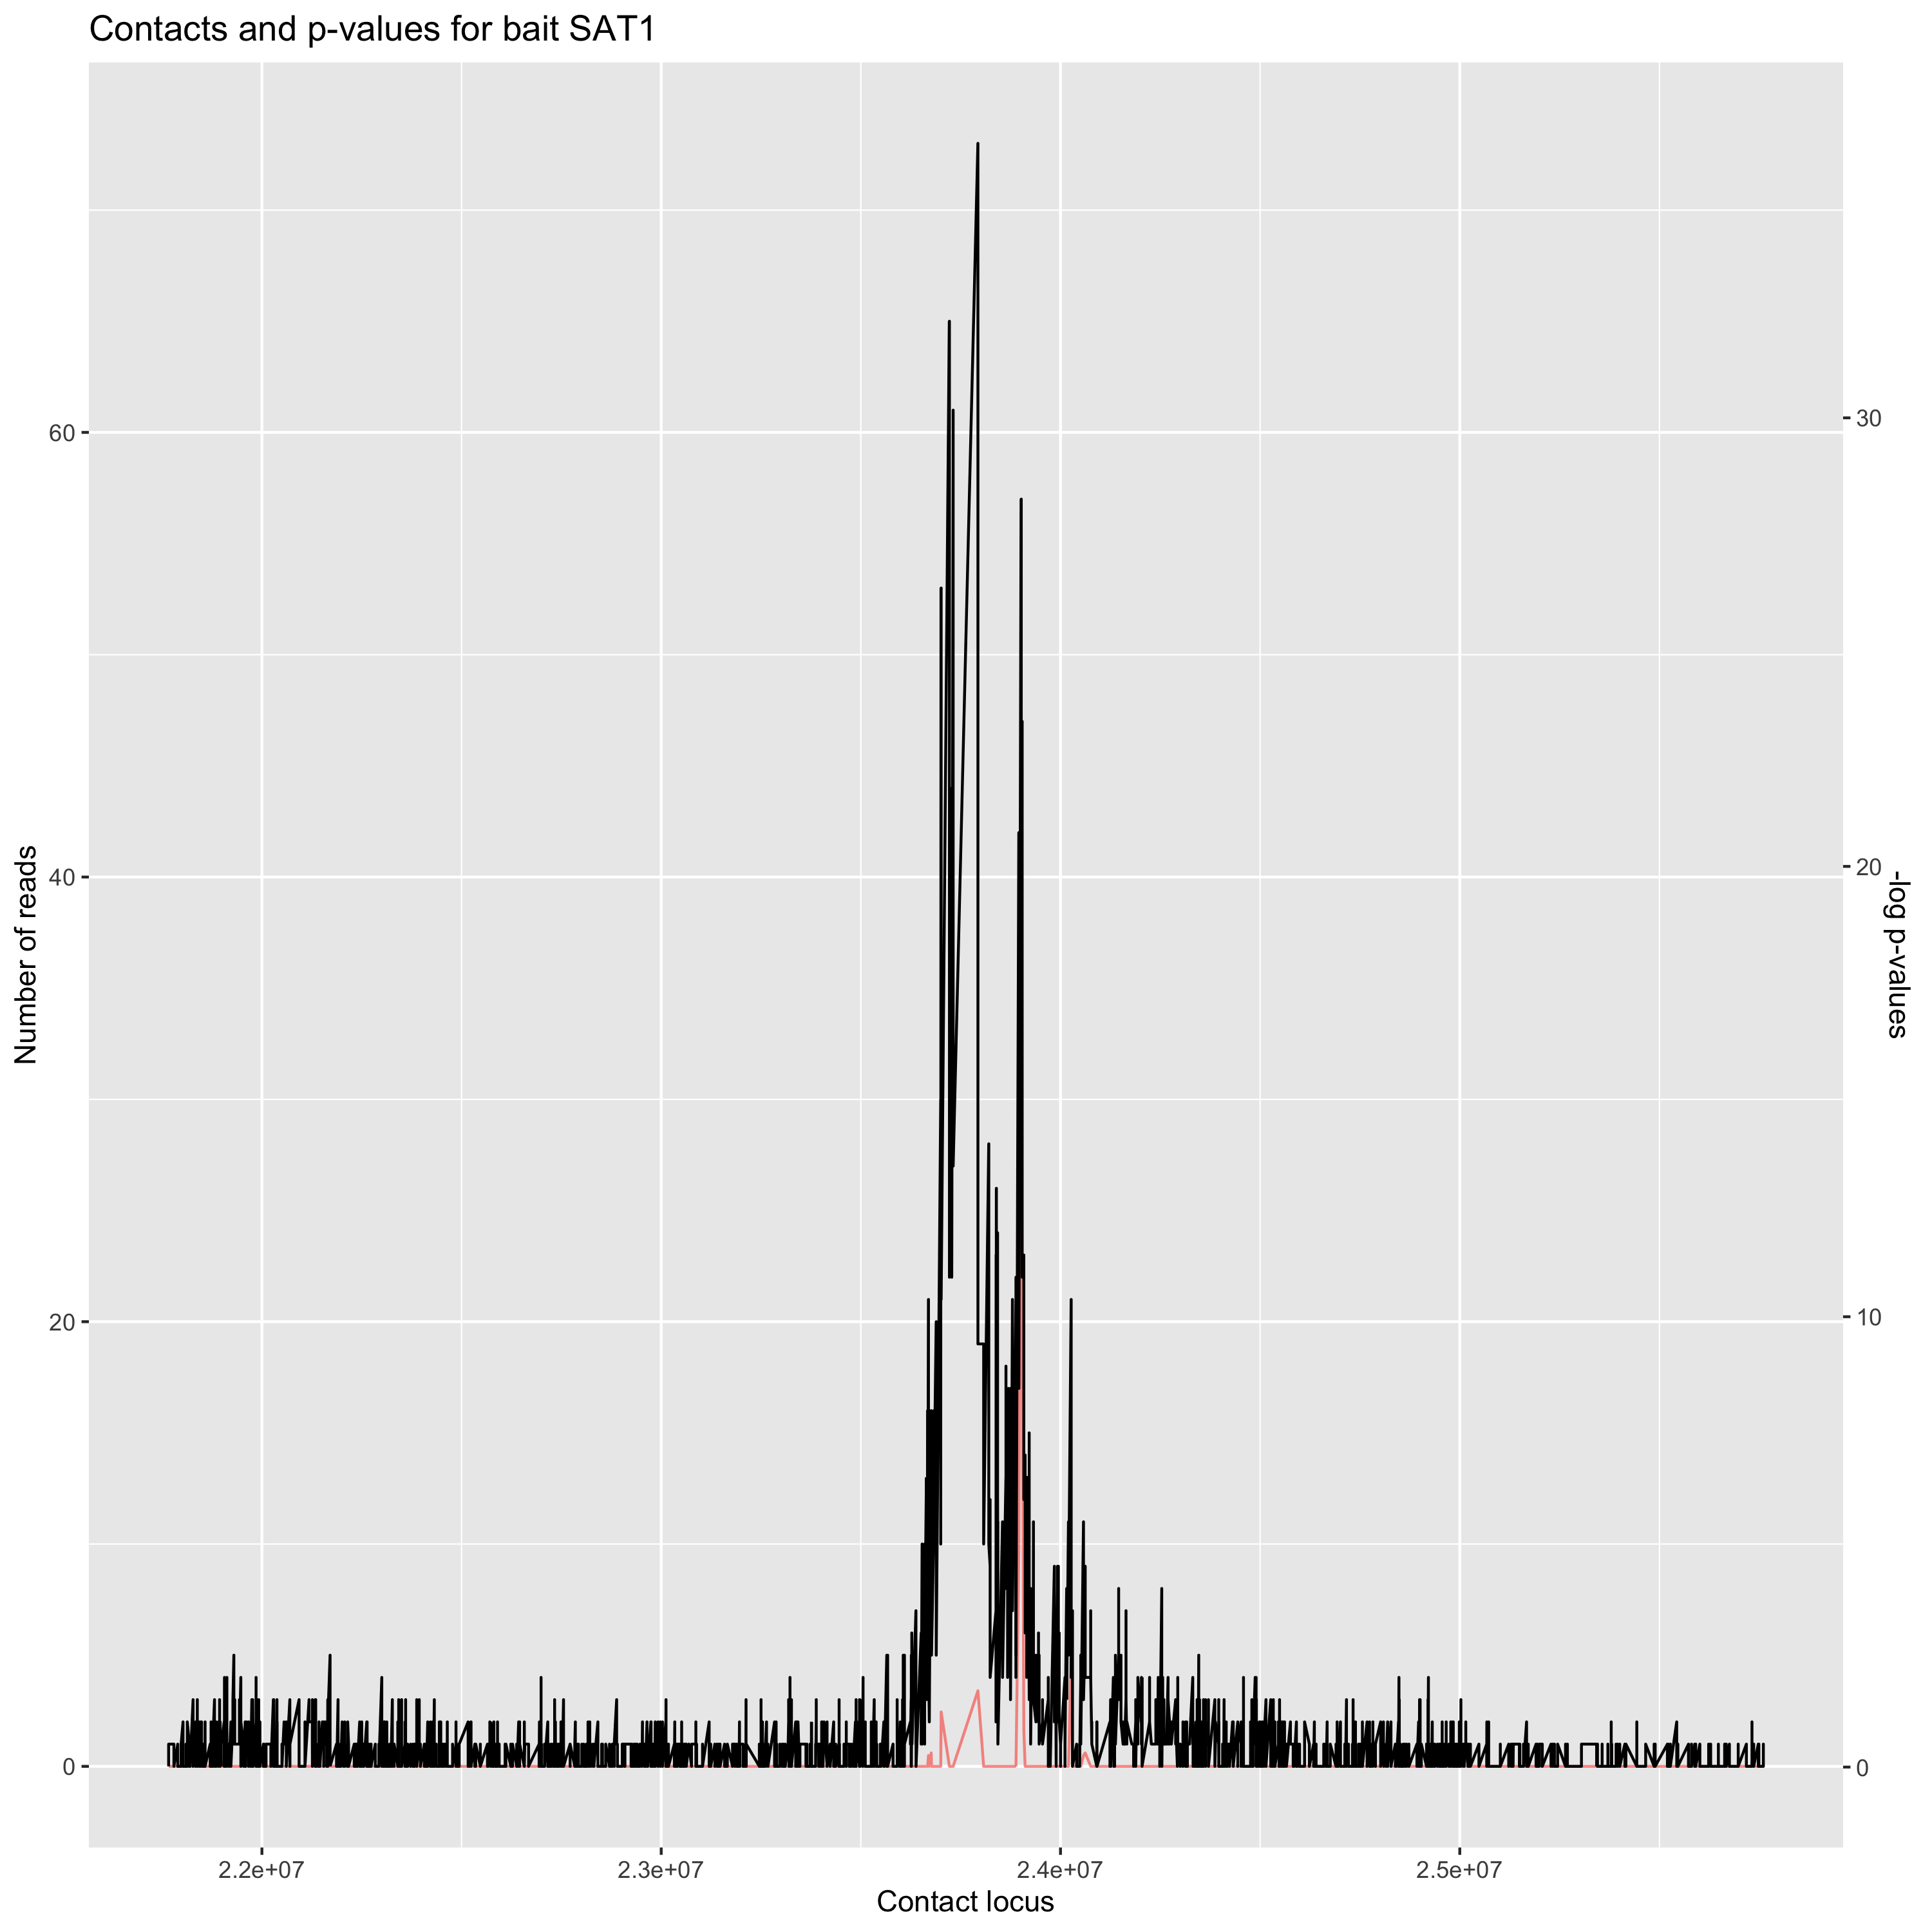 Contacts and p-values for bait SAT1
60
40
20
0
30
20
10
0
Number of reads
-log p-values
2.2e+07
2.3e+07
2.4e+07
2.5e+07
Contact locus